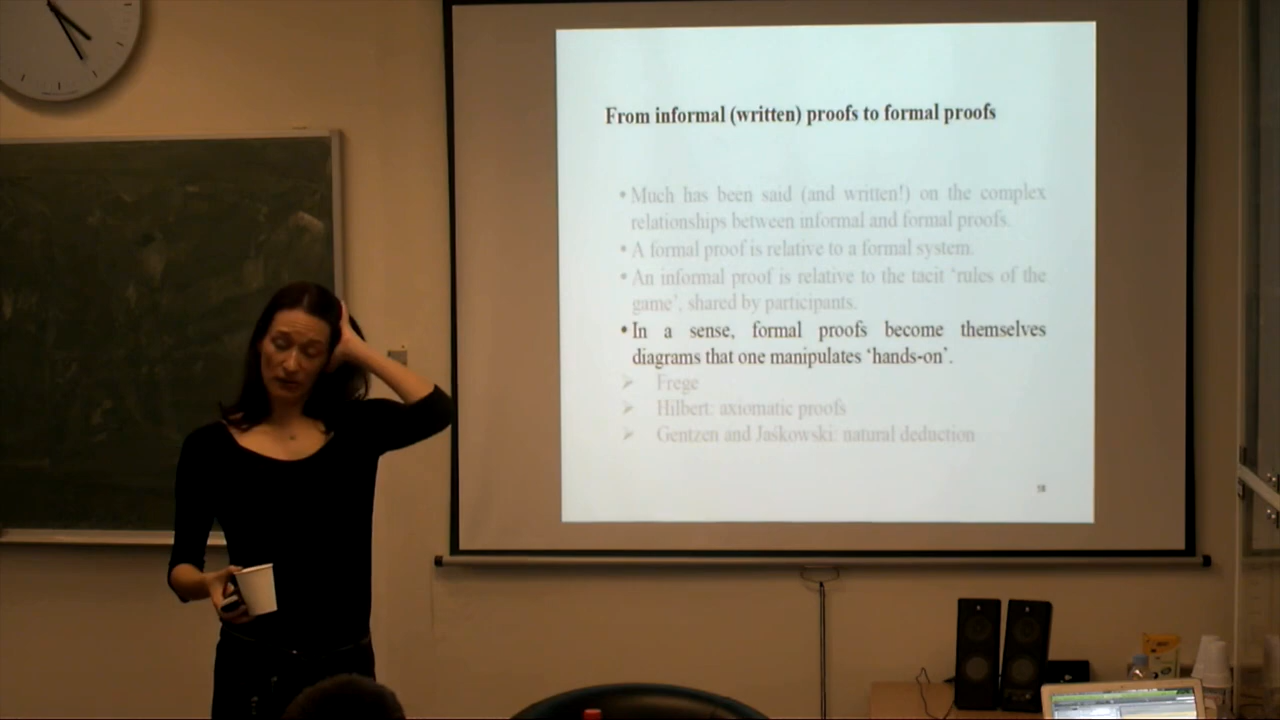 From informal (written) proofs to formal proofs
• Much has been said (and written!) on the complex
relationships between informal and formal proofs.
• A formal proof is relative to a formal system.
• An informal proof is relative to the tacit ‘rules of the
game’, shared by participants.
• In a sense, formal proofs become themselves
diagrams that one manipulates ‘hands-on’.
➢ Frege
➢ Hilbert: axiomatic proofs
➢ Gentzen and Jaśkowski: natural deduction